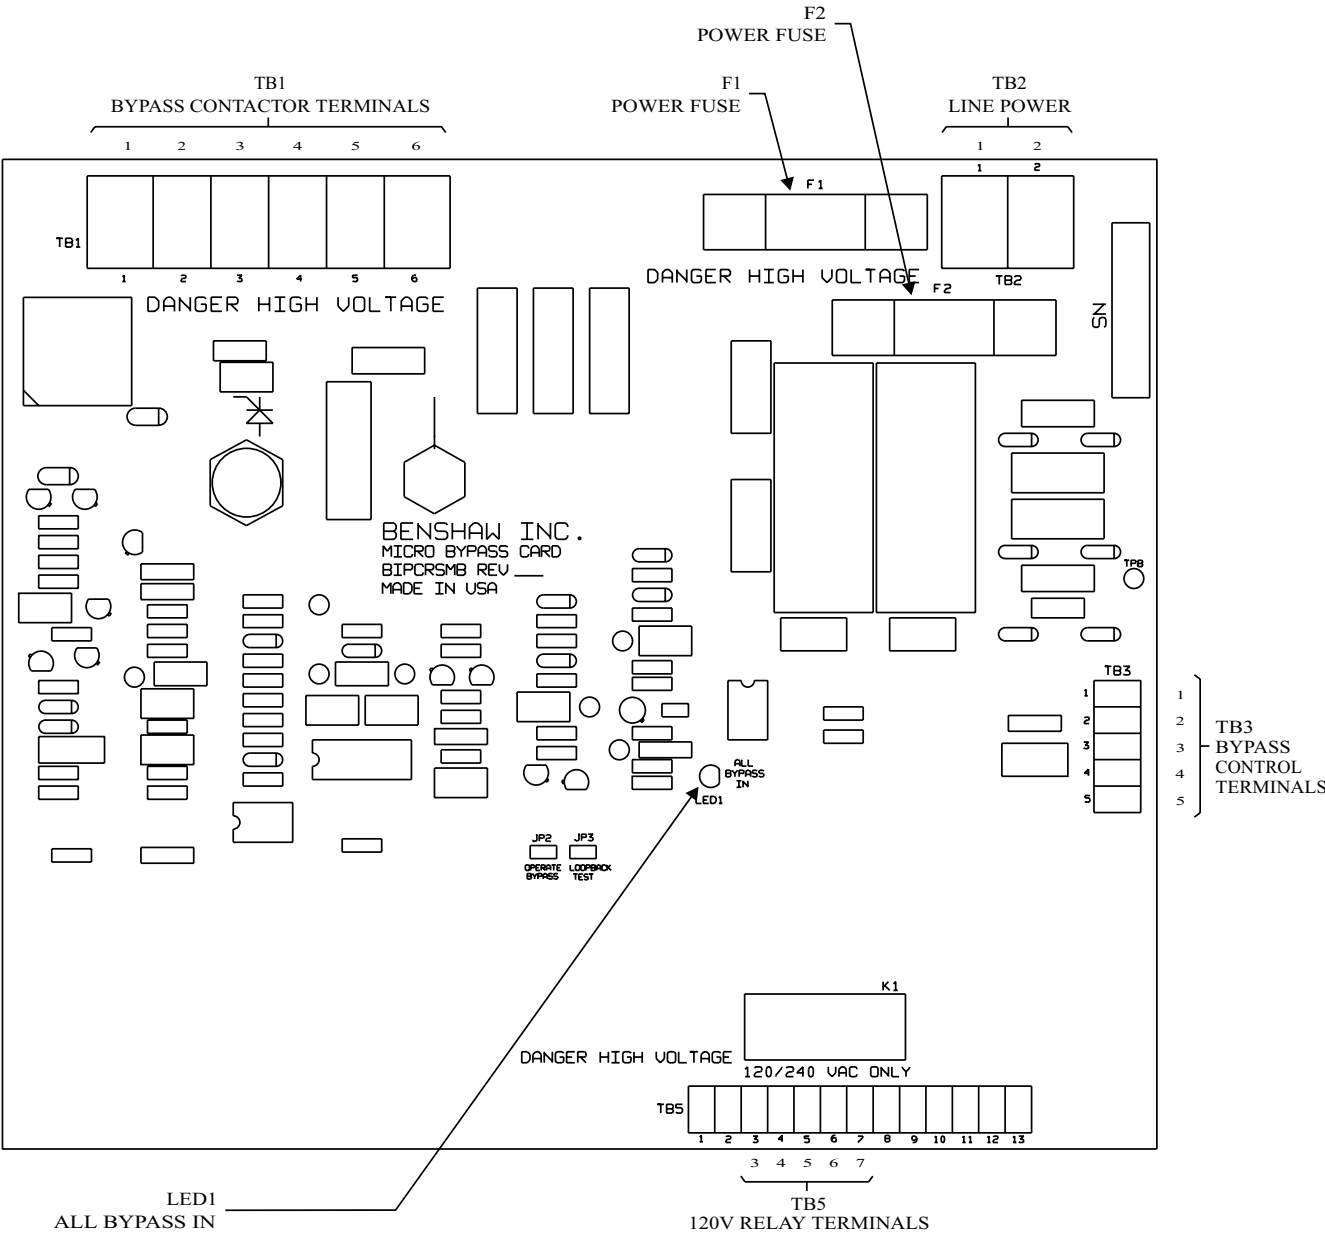 F2
POWER FUSE
F1
POWER FUSE
TB1
BYPASS CONTACTOR TERMINALS
TB2
LINE POWER
1 2 3 4 5 6
1 2
1 2
F1
TB1
1 2 3 4 5 6
DANGER HIGH VOLTAGE
DANGER HIGH VOLTAGE
TB2
F2
SN
BENSHAW INC.
MICRO BYPASS CARD
BIPCRSMB REV ___
MADE IN USA
TP8
TB3
1
2
3
4
5
1
2
3
4
5
TB3
BYPASS
CONTROL
TERMINALS
ALL
BYPASS
IN
LED1
JP2 JP3
OPERATE
BYPASS
LOOPBACK
TEST
K1
DANGER HIGH VOLTAGE
120/240 VAC ONLY
TB5
1 2 3 4 5 6 7 8 9 10 11 12 13
3 4 5 6 7
TB5
120V RELAY TERMINALS
LED1
ALL BYPASS IN